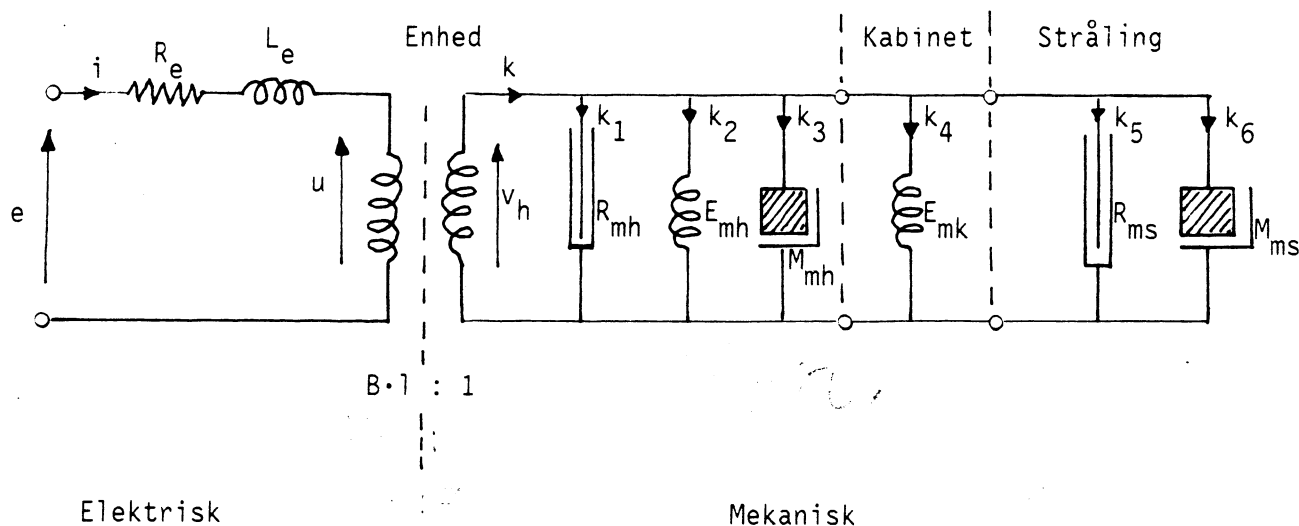 Enhed
Kabinet
Stråling
i
R_e
L_e
k
k_1
k_2
k_3
k_4
k_5
k_6
e
u
v_h
R_mh
E_mh
M_mh
E_mk
R_ms
M_ms
B·l : 1
Elektrisk
Mekanisk